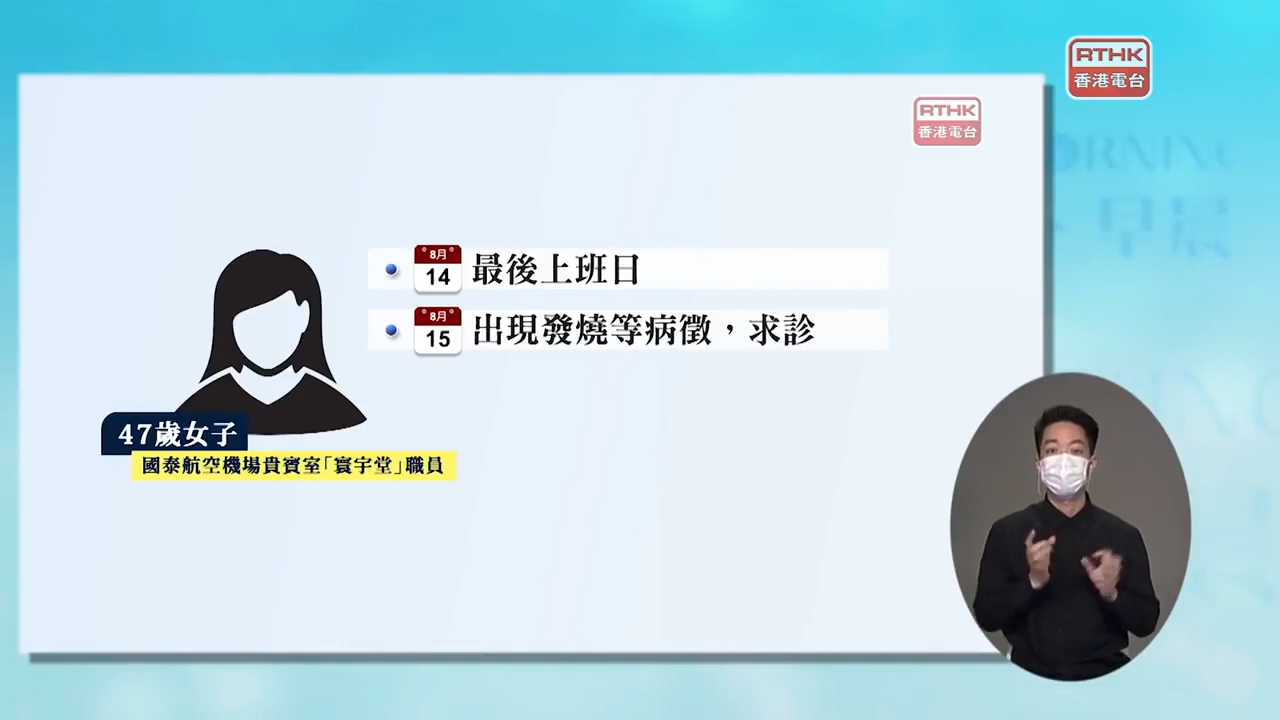 RTHK
香港電台
RTHK
香港電台
8月
14
最後上班日
8月
15
出現發燒等病徵，求診
47歲女子
國泰航空機場貴賓室「寰宇堂」職員
早晨